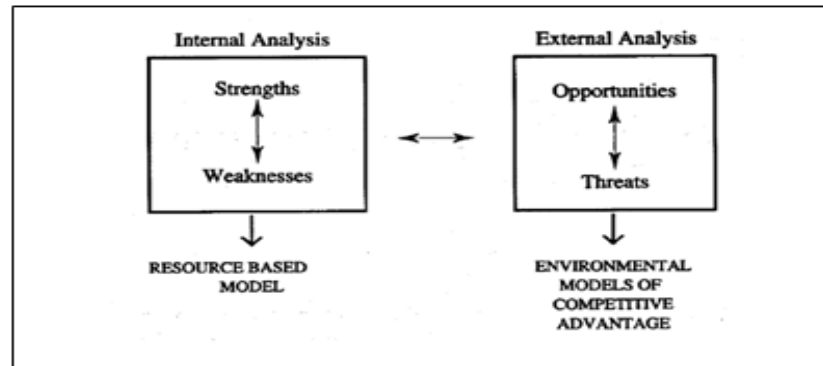 Internal Analysis
Strengths
Weaknesses
RESOURCE BASED
MODEL
External Analysis
Opportunities
Threats
ENVIRONMENTAL
MODELS OF
COMPETITIVE
ADVANTAGE